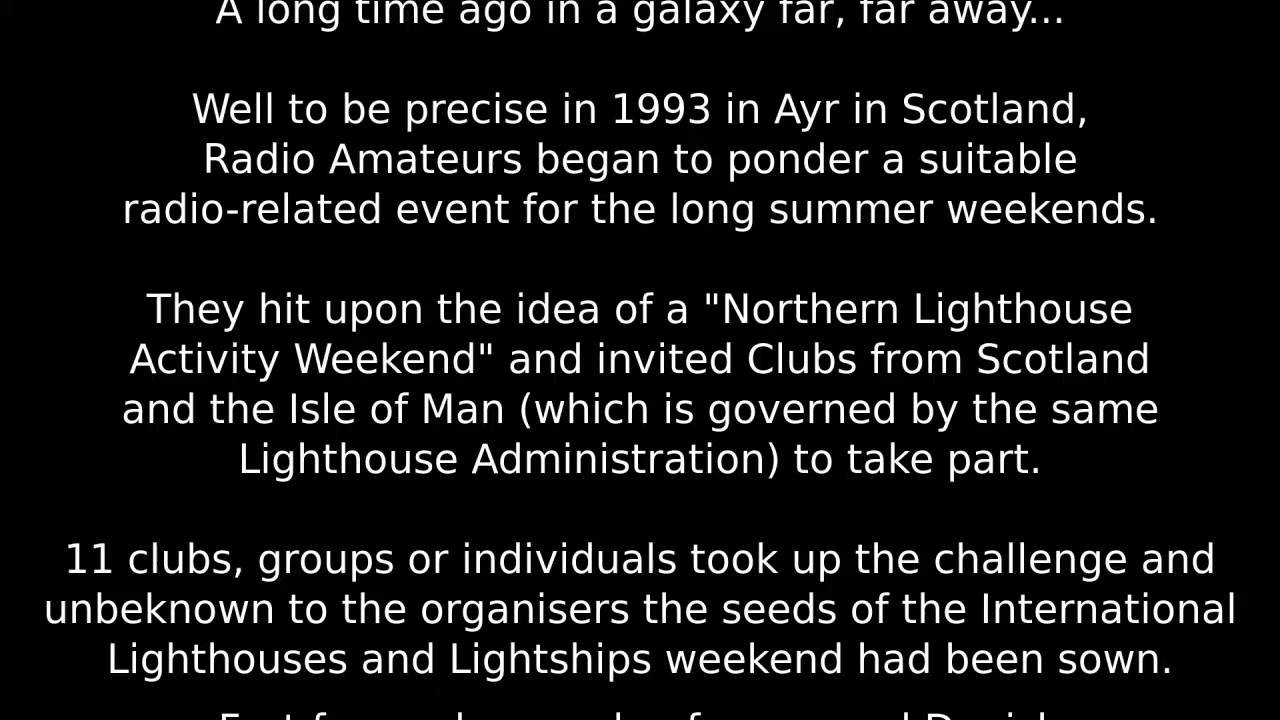 A long time ago in a galaxy far, far away...
Well to be precise in 1993 in Ayr in Scotland,
Radio Amateurs began to ponder a suitable
radio-related event for the long summer weekends.
They hit upon the idea of a "Northern Lighthouse
Activity Weekend" and invited Clubs from Scotland
and the Isle of Man (which is governed by the same
Lighthouse Administration) to take part.
11 clubs, groups or individuals took up the challenge and
unbeknown to the organisers the seeds of the International
Lighthouses and Lightships weekend had been sown.